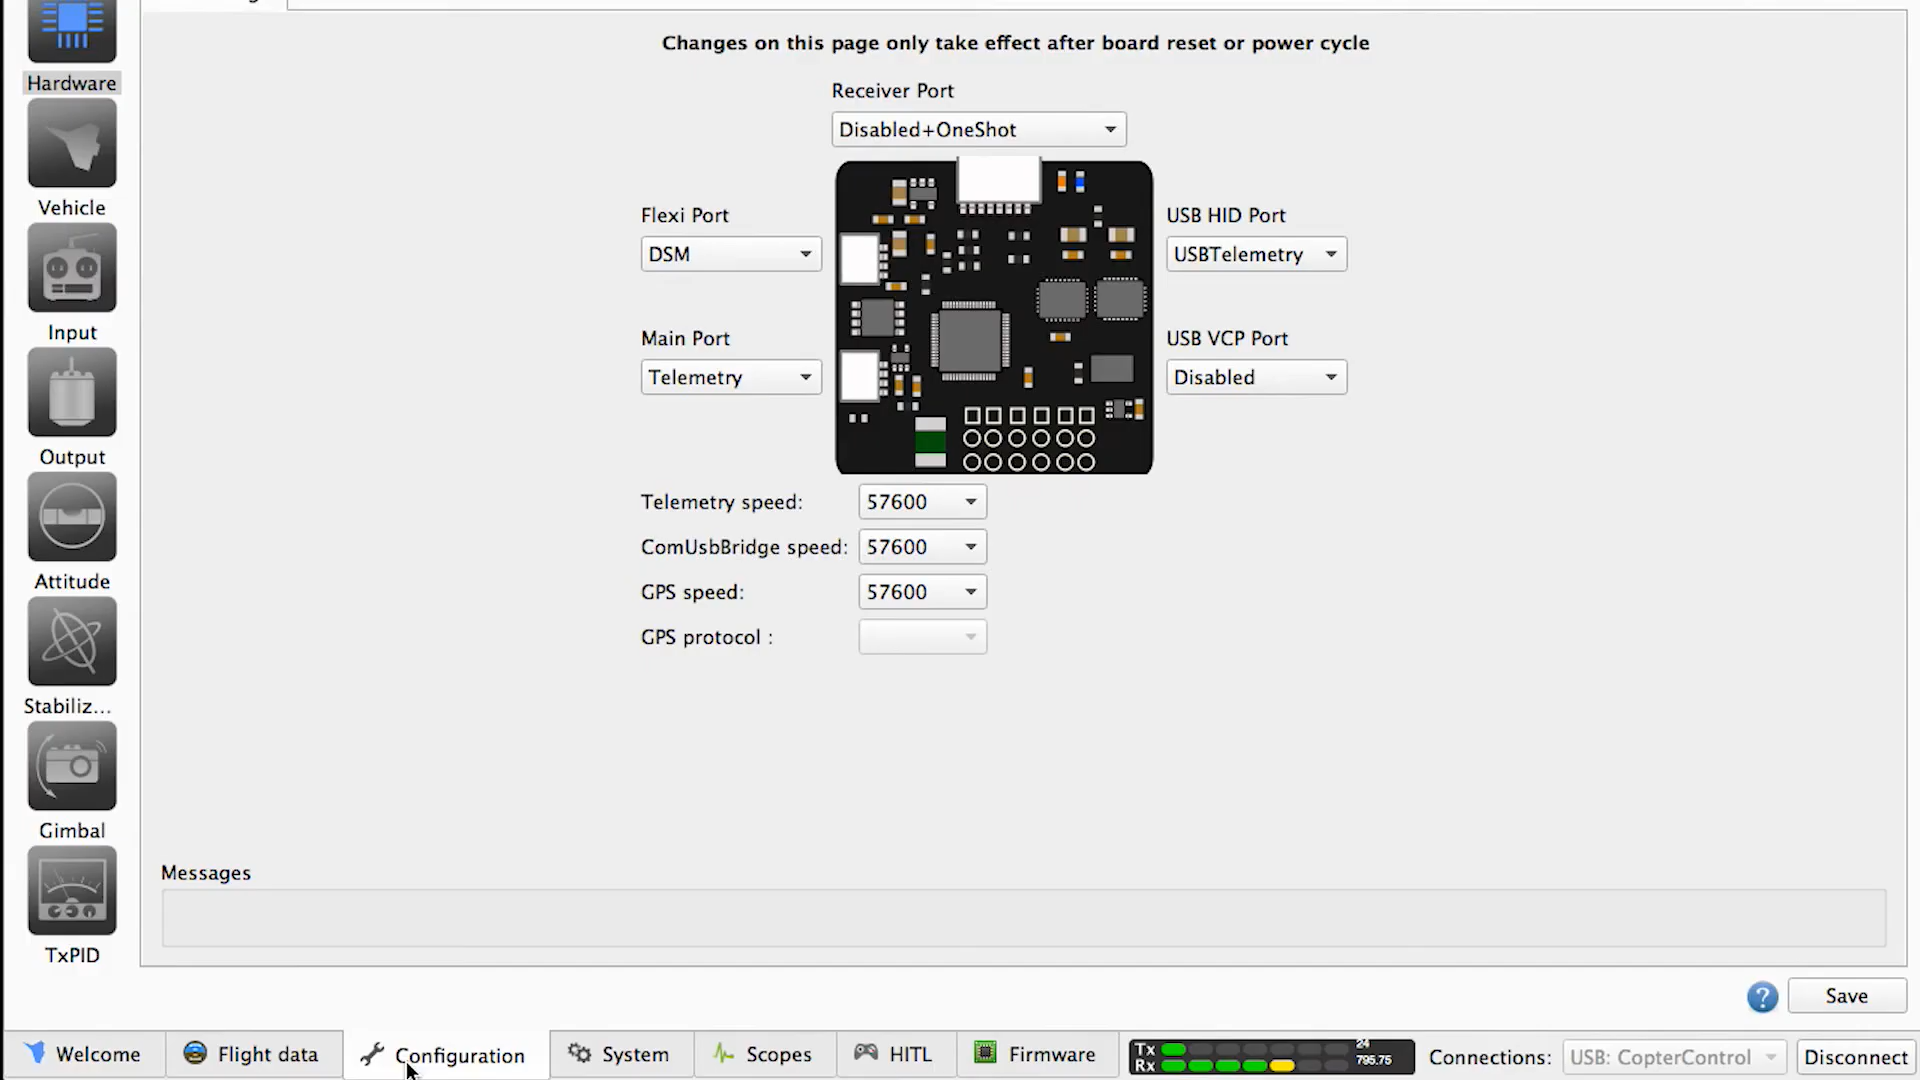 Changes on this page only take effect after board reset or power cycle
Receiver Port
Disabled+OneShot
Flexi Port
DSM
USB HID Port
USBTelemetry
Main Port
Telemetry
USB VCP Port
Disabled
Telemetry speed: 57600
ComUsbBridge speed: 57600
GPS speed: 57600
GPS protocol :
Hardware
Vehicle
Input
Output
Attitude
Stabiliz...
Gimbal
TxPID
Messages
? Save
Welcome Flight data Configuration System Scopes HITL Firmware
Tx 24
Rx 795.75
Connections: USB: CopterControl Disconnect